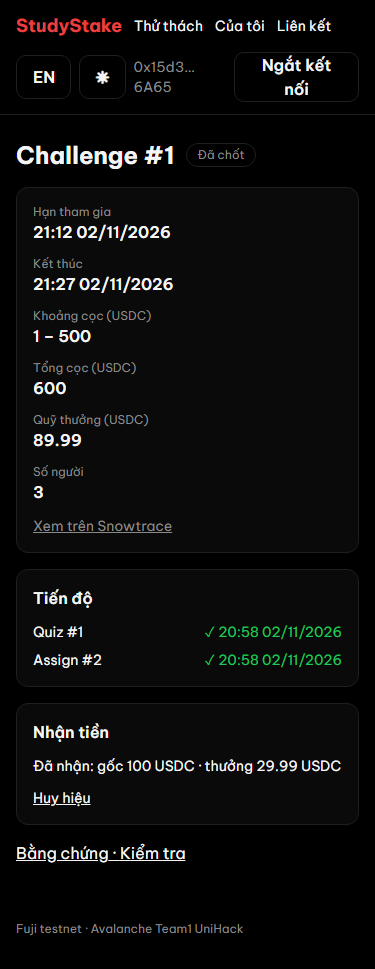 StudyStake Thử thách Của tôi Liên kết
EN 0x15d3... 6A65 Ngắt kết nối
Challenge #1 Đã chốt
Hạn tham gia
21:12 02/11/2026
Kết thúc
21:27 02/11/2026
Khoảng cọc (USDC)
1 – 500
Tổng cọc (USDC)
600
Quỹ thưởng (USDC)
89.99
Số người
3
Xem trên Snowtrace
Tiến độ
Quiz #1 ✓ 20:58 02/11/2026
Assign #2 ✓ 20:58 02/11/2026
Nhận tiền
Đã nhận: gốc 100 USDC · thưởng 29.99 USDC
Huy hiệu
Bằng chứng · Kiểm tra
Fuji testnet · Avalanche Team1 UniHack